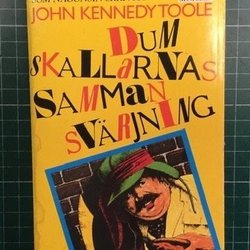 JOHN KENNEDY TOOLE
DUM
SKALLARNAS
SAMMAN
SVÄRJNING